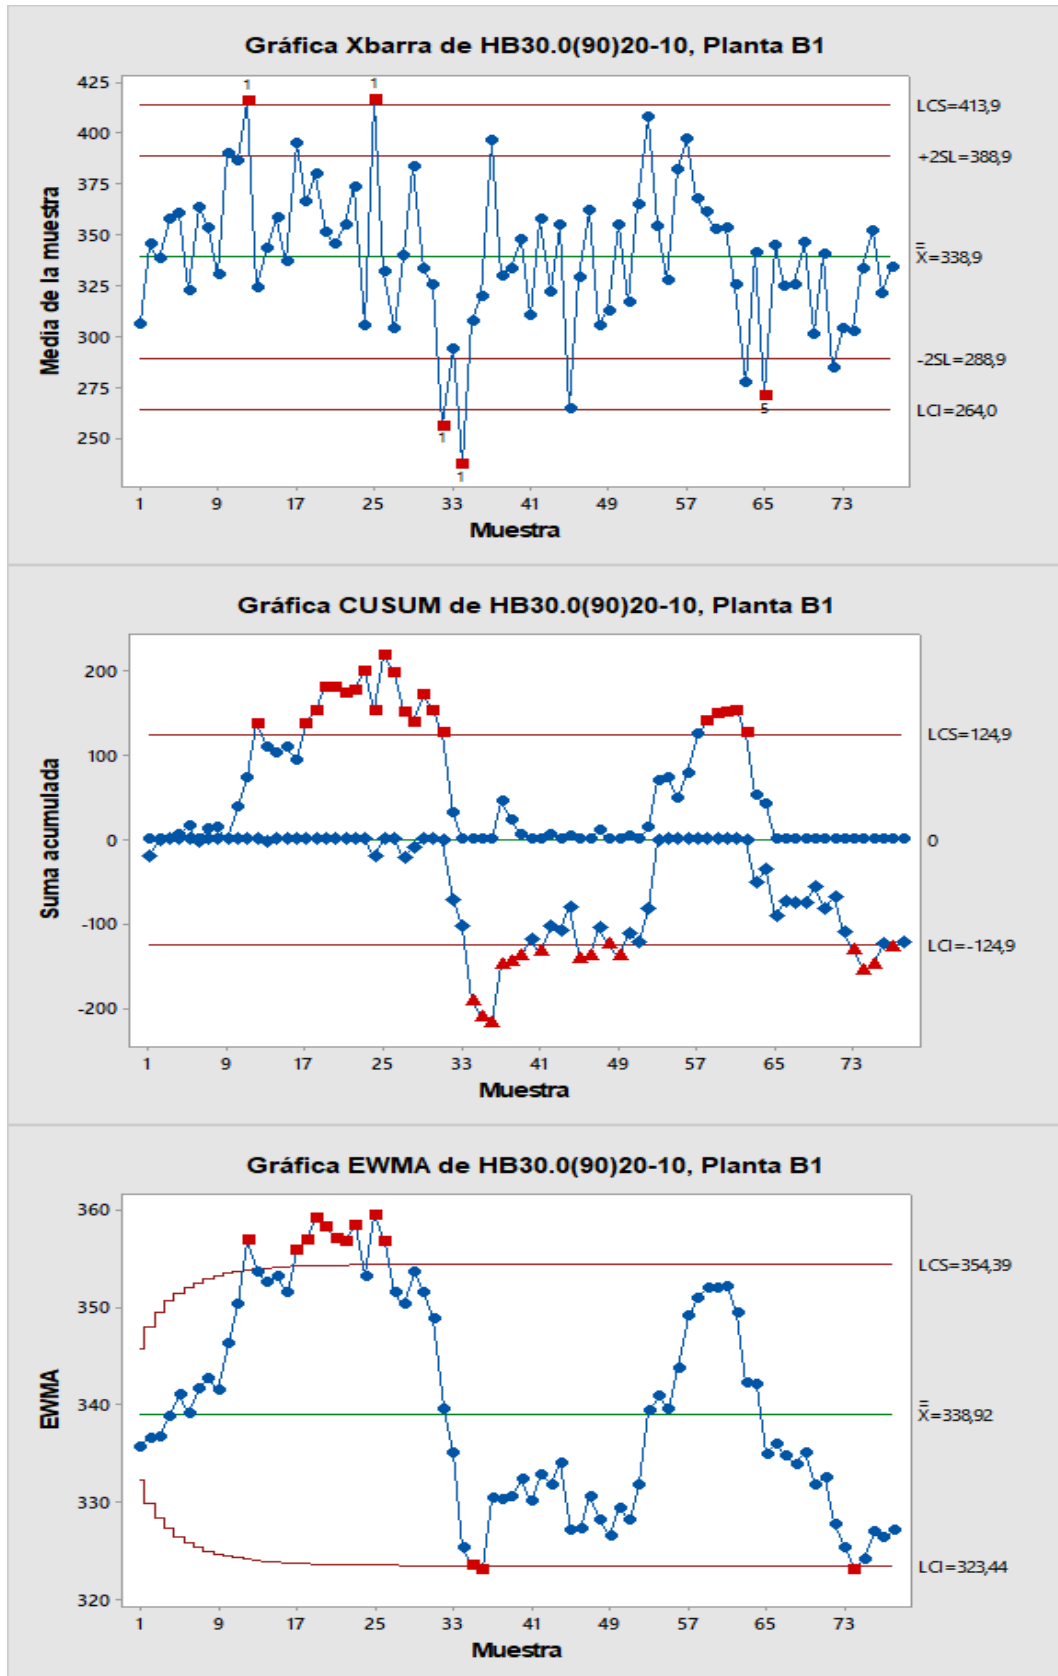 Gráfica Xbarra de HB30.0(90)20-10, Planta B1
Media de la muestra
425
400
375
350
325
300
275
250
1
1
1
1
5
LCS=413,9
+2SL=388,9
X=338,9
-2SL=288,9
LCI=264,0
1 9 17 25 33 41 49 57 65 73
Muestra
Gráfica CUSUM de HB30.0(90)20-10, Planta B1
Suma acumulada
200
100
0
-100
-200
LCS=124,9
0
LCI=-124,9
1 9 17 25 33 41 49 57 65 73
Muestra
Gráfica EWMA de HB30.0(90)20-10, Planta B1
EWMA
360
350
340
330
320
LCS=354,39
X=338,92
LCI=323,44
1 9 17 25 33 41 49 57 65 73
Muestra